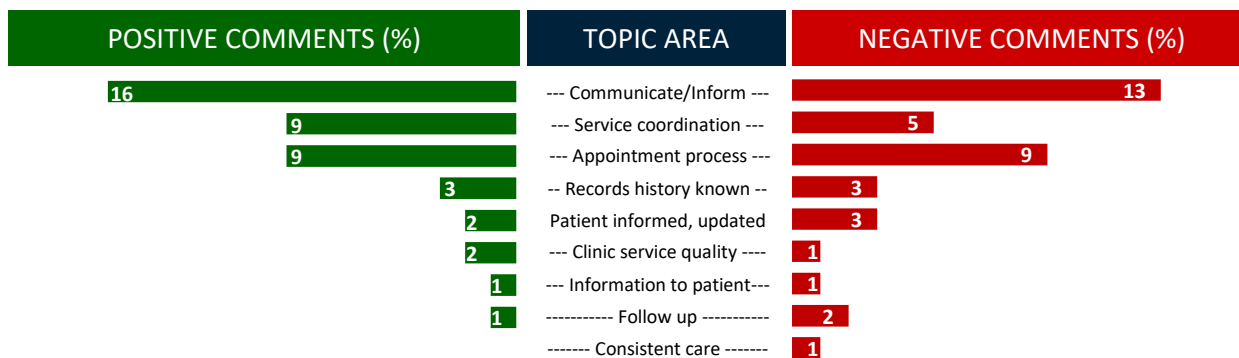 POSITIVE COMMENTS (%) TOPIC AREA NEGATIVE COMMENTS (%)
16 --- Communicate/Inform --- 13
9 --- Service coordination --- 5
9 --- Appointment process --- 9
3 -- Records history known -- 3
2 Patient informed, updated 3
2 --- Clinic service quality ---- 1
1 --- Information to patient--- 1
1 ----------- Follow up ----------- 2
------- Consistent care ------- 1